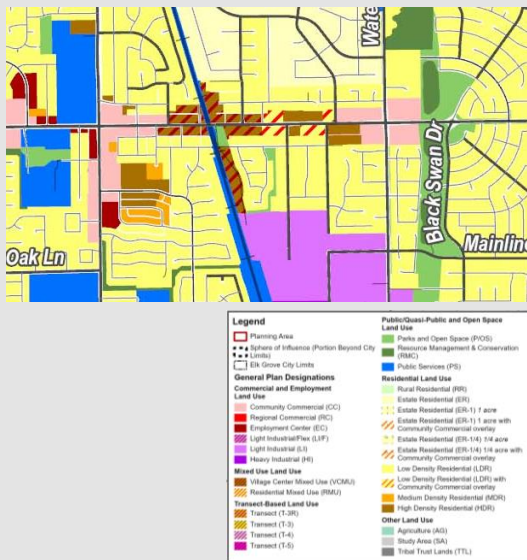 Wate
Black Swan Dr
Oak Ln
Mainline
Legend
Planning Area
Sphere of Influence (Portion Beyond City
Limits)
Elk Grove City Limits
General Plan Designations
Commercial and Employment
Land Use
Community Commercial (CC)
Regional Commercial (RC)
Employment Center (EC)
Light Industrial/Flex (LI/F)
Light Industrial (LI)
Heavy Industrial (HI)
Mixed Use Land Use
Village Center Mixed Use (VCMU)
Residential Mixed Use (RMU)
Transect-Based Land Use
Transect (T-3R)
Transect (T-3)
Transect (T-4)
Transect (T-5)
Public/Quasi-Public and Open Space
Land Use
Parks and Open Space (P/OS)
Resource Management & Conservation
(RMC)
Public Services (PS)
Residential Land Use
Rural Residential (RR)
Estate Residential (ER)
Estate Residential (ER-1) 1 acre
Estate Residential (ER-1) 1 acre with
Community Commercial overlay
Estate Residential (ER-1/4) 1/4 acre
Estate Residential (ER-1/4) 1/4 acre with
Community Commercial overlay
Low Density Residential (LDR)
Low Density Residential (LDR) with
Community Commercial overlay
Medium Density Residential (MDR)
High Density Residential (HDR)
Other Land Use
Agriculture (AG)
Study Area (SA)
Tribal Trust Lands (TTL)